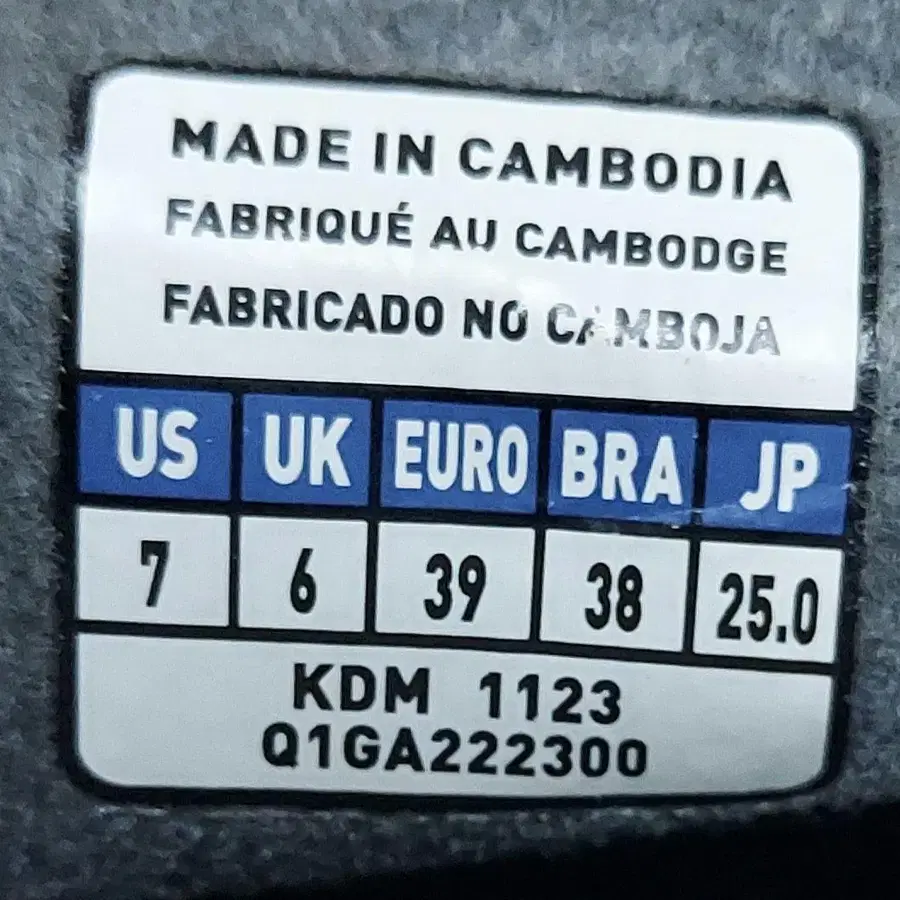 MADE IN CAMBODIA
FABRIQUÉ AU CAMBODGE
FABRICADO NO CAMBOJA
US UK EURO BRA JP
7 6 39 38 25.0
KDM 1123
Q1GA222300